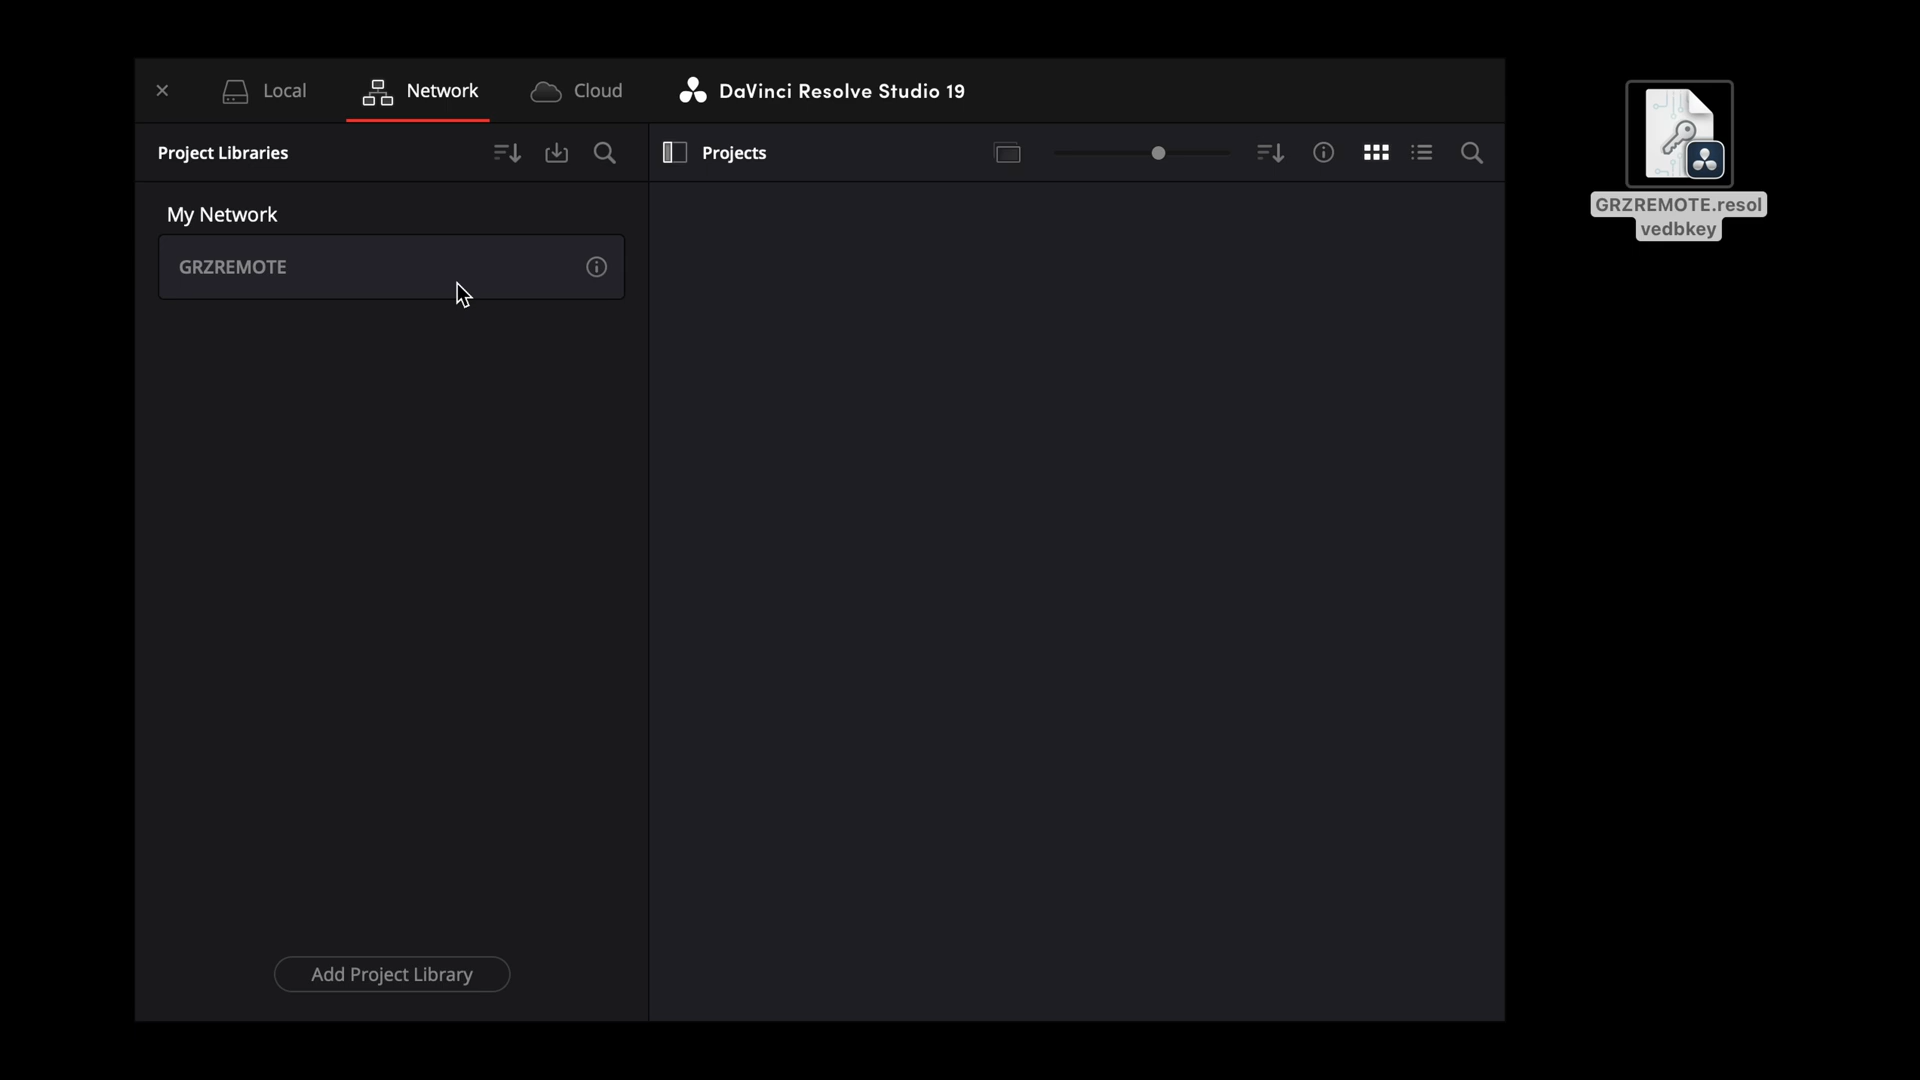 Local
Network
Cloud
DaVinci Resolve Studio 19
Project Libraries
Projects
My Network
GRZREMOTE
Add Project Library
GRZREMOTE.resol
vedbkey